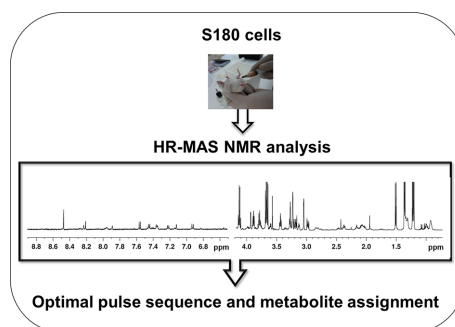 S180 cells
HR-MAS NMR analysis
8.8 8.6 8.4 8.2 8.0 7.8 7.6 7.4 7.2 7.0 6.8 6.6 ppm 4.0 3.5 3.0 2.5 2.0 1.5 1.0 ppm
Optimal pulse sequence and metabolite assignment